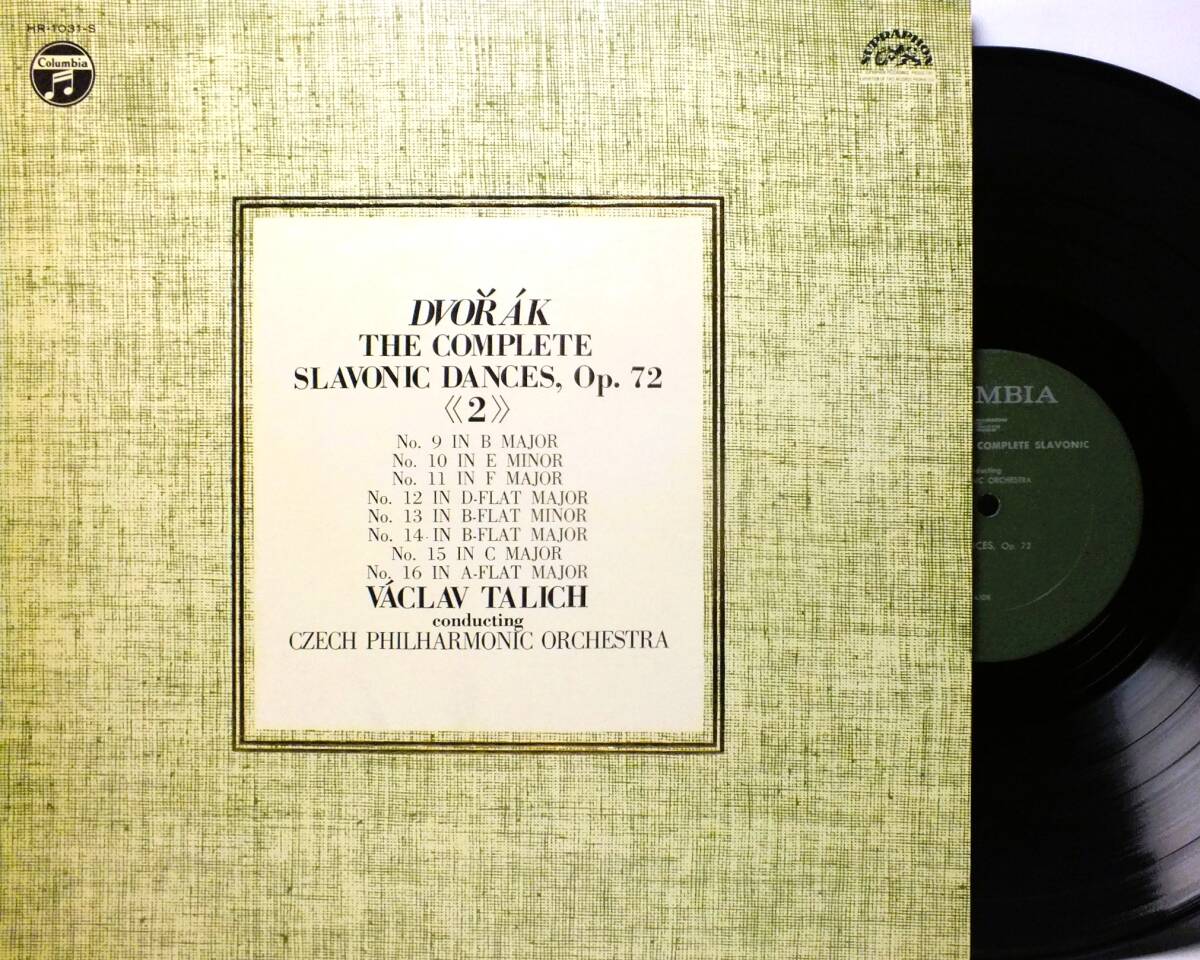 HR-1031-S
Columbia
SUPRAPHON
DVOŘÁK
THE COMPLETE
SLAVONIC DANCES, Op. 72
《2》
No. 9 IN B MAJOR
No. 10 IN E MINOR
No. 11 IN F MAJOR
No. 12 IN D-FLAT MAJOR
No. 13 IN B-FLAT MINOR
No. 14 IN B-FLAT MAJOR
No. 15 IN C MAJOR
No. 16 IN A-FLAT MAJOR
VÁCLAV TALICH
conducting
CZECH PHILHARMONIC ORCHESTRA
MBIA
COMPLETE SLAVONIC
ducting
IC ORCHESTRA
CES, Op. 72